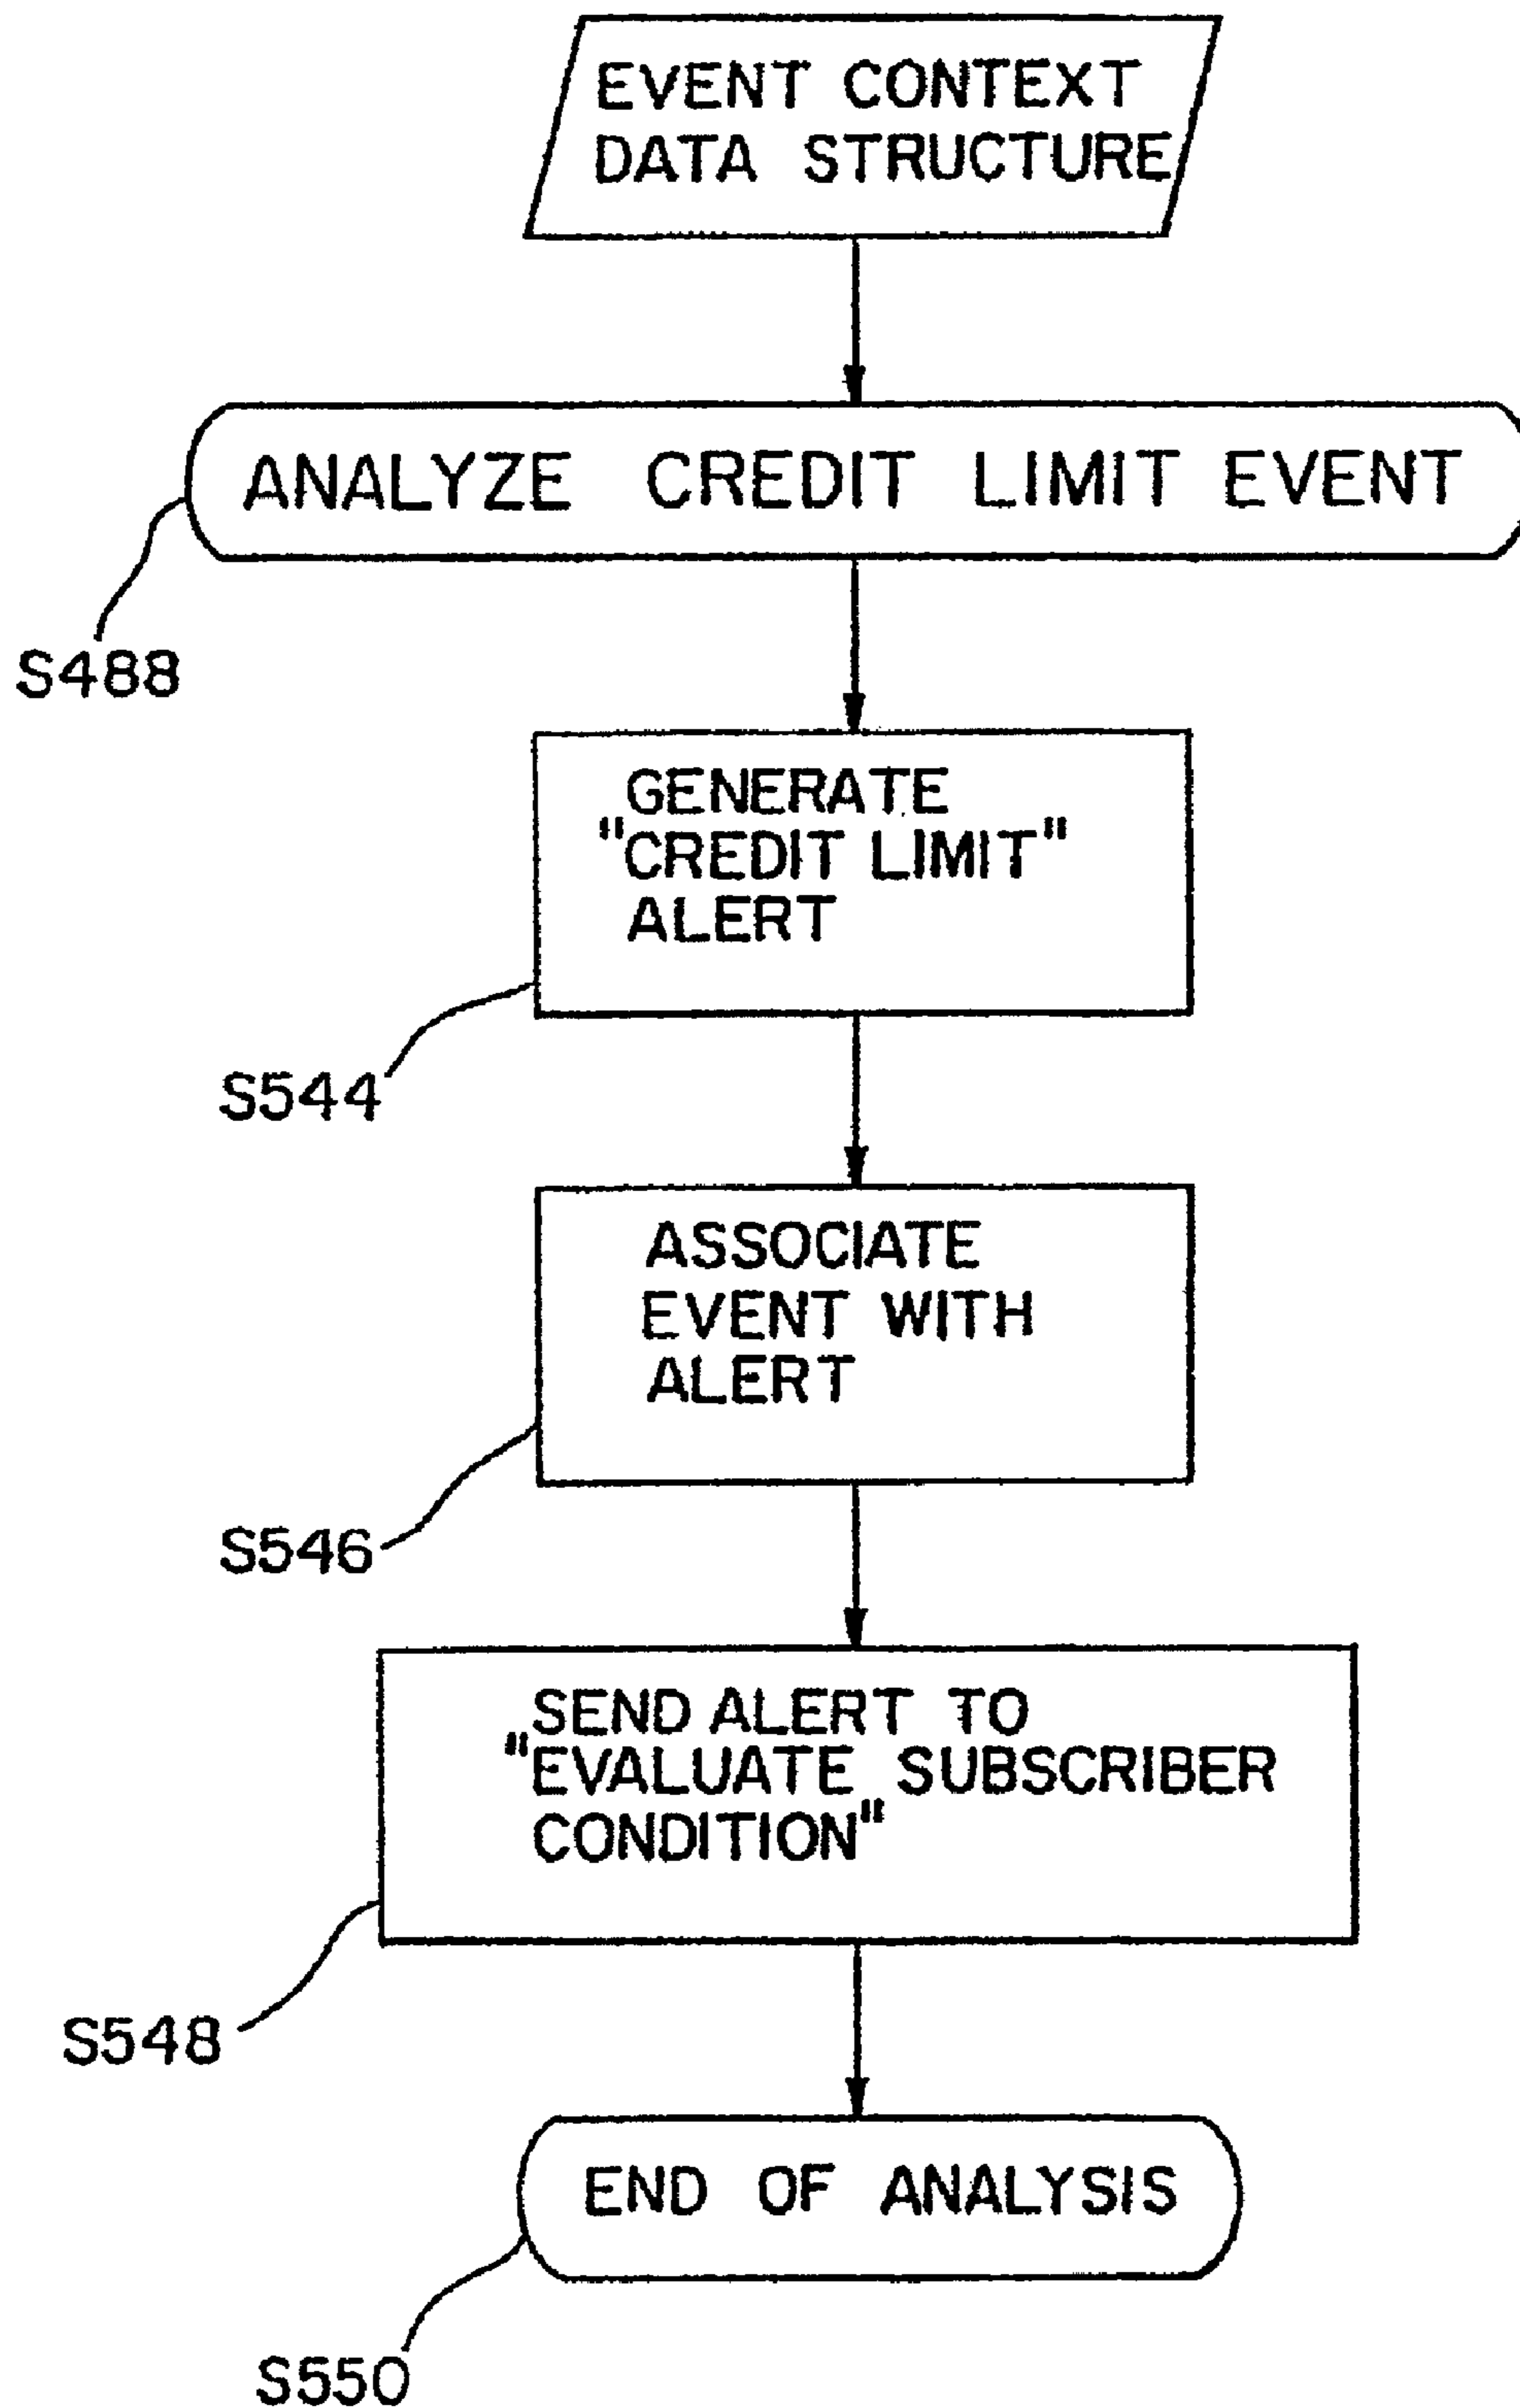 EVENT CONTEXT
DATA STRUCTURE
ANALYZE CREDIT LIMIT EVENT
S488
GENERATE
"CREDIT LIMIT"
ALERT
S544
ASSOCIATE
EVENT WITH
ALERT
S546
SEND ALERT TO
"EVALUATE SUBSCRIBER
CONDITION"
S548
END OF ANALYSIS
S550